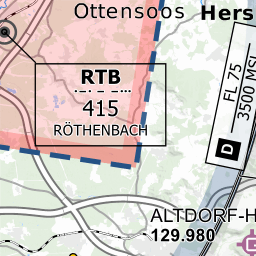 Ottensoos
Hers
RTB
415
RÖTHENBACH
FL 75
3500 MSL
D
ALTDORF-H
129.980